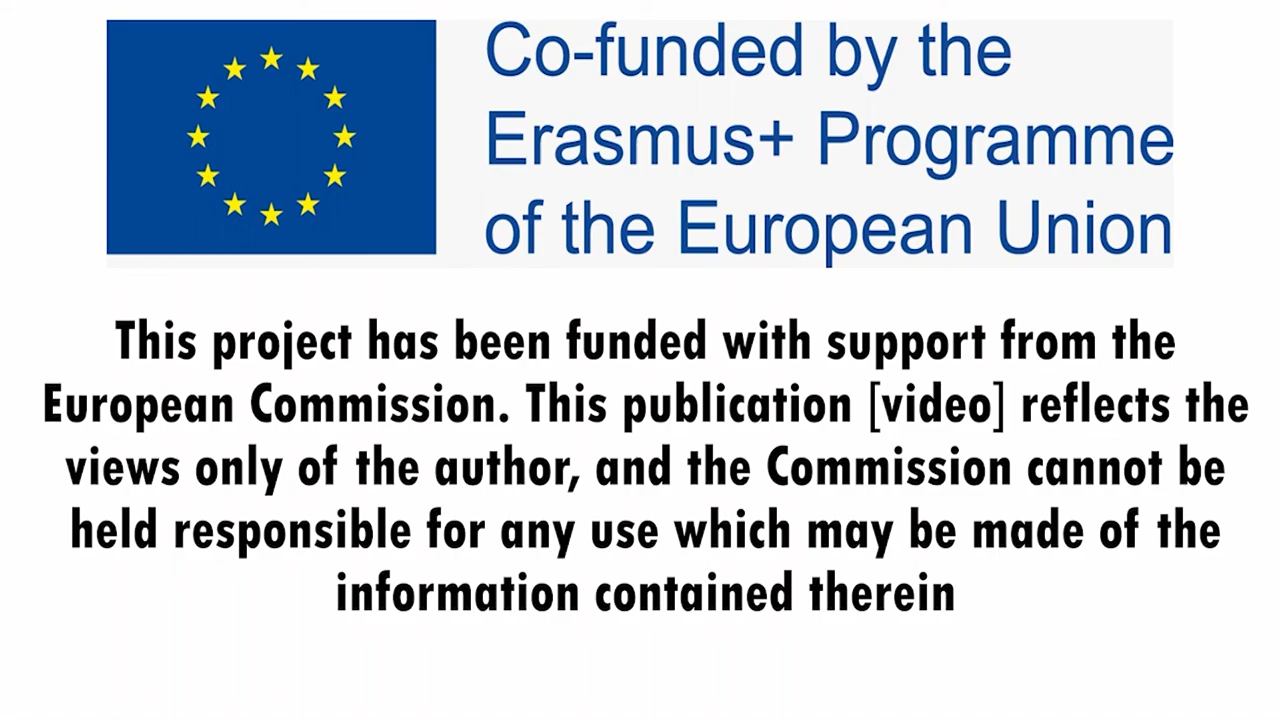 Co-funded by the
Erasmus+ Programme
of the European Union
This project has been funded with support from the
European Commission. This publication [video] reflects the
views only of the author, and the Commission cannot be
held responsible for any use which may be made of the
information contained therein